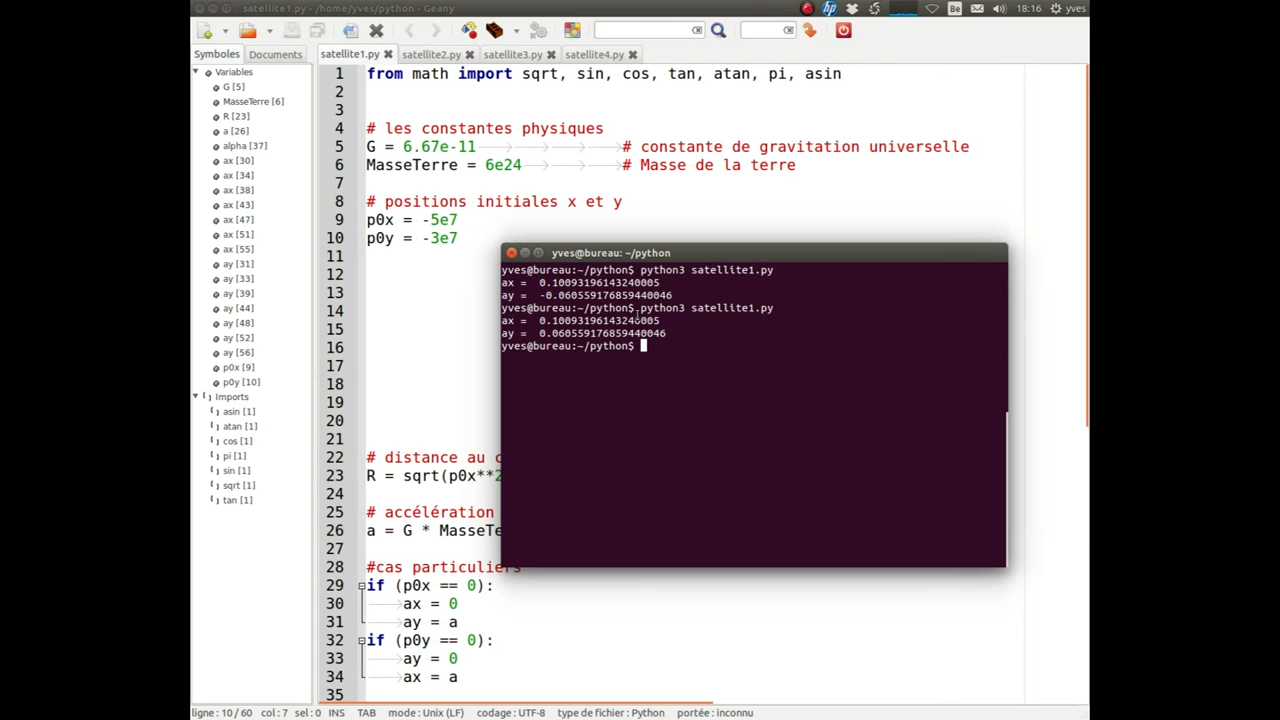 satellite1.py - /home/yves/python - Geany
Be
18:16
yves
Symboles
Documents
satellite1.py
satellite2.py
satellite3.py
satellite4.py
Variables
G [5]
MasseTerre [6]
R [23]
a [26]
alpha [37]
ax [30]
ax [34]
ax [38]
ax [43]
ax [47]
ax [51]
ax [55]
ay [31]
ay [33]
ay [39]
ay [44]
ay [48]
ay [52]
ay [56]
p0x [9]
p0y [10]
Imports
asin [1]
atan [1]
cos [1]
pi [1]
sin [1]
sqrt [1]
tan [1]
1 from math import sqrt, sin, cos, tan, atan, pi, asin
2
3
4 # les constantes physiques
5 G = 6.67e-11 # constante de gravitation universelle
6 MasseTerre = 6e24 # Masse de la terre
7
8 # positions initiales x et y
9 p0x = -5e7
10 p0y = -3e7
11
12
13
14
15
16
17
18
19
20
21
22 # distance au c
23 R = sqrt(p0x**2
24
25 # accélération
26 a = G * MasseTe
27
28 #cas particuliers
29 if (p0x == 0):
30 ax = 0
31 ay = a
32 if (p0y == 0):
33 ay = 0
34 ax = a
35
yves@bureau: ~/python
yves@bureau:~/python$ python3 satellite1.py
ax = 0.10093196143240005
ay = -0.060559176859440046
yves@bureau:~/python$ python3 satellite1.py
ax = 0.10093196143240005
ay = 0.060559176859440046
yves@bureau:~/python$
ligne : 10 / 60 col : 7 sel : 0 INS TAB mode : Unix (LF) codage : UTF-8 type de fichier : Python portée : inconnu